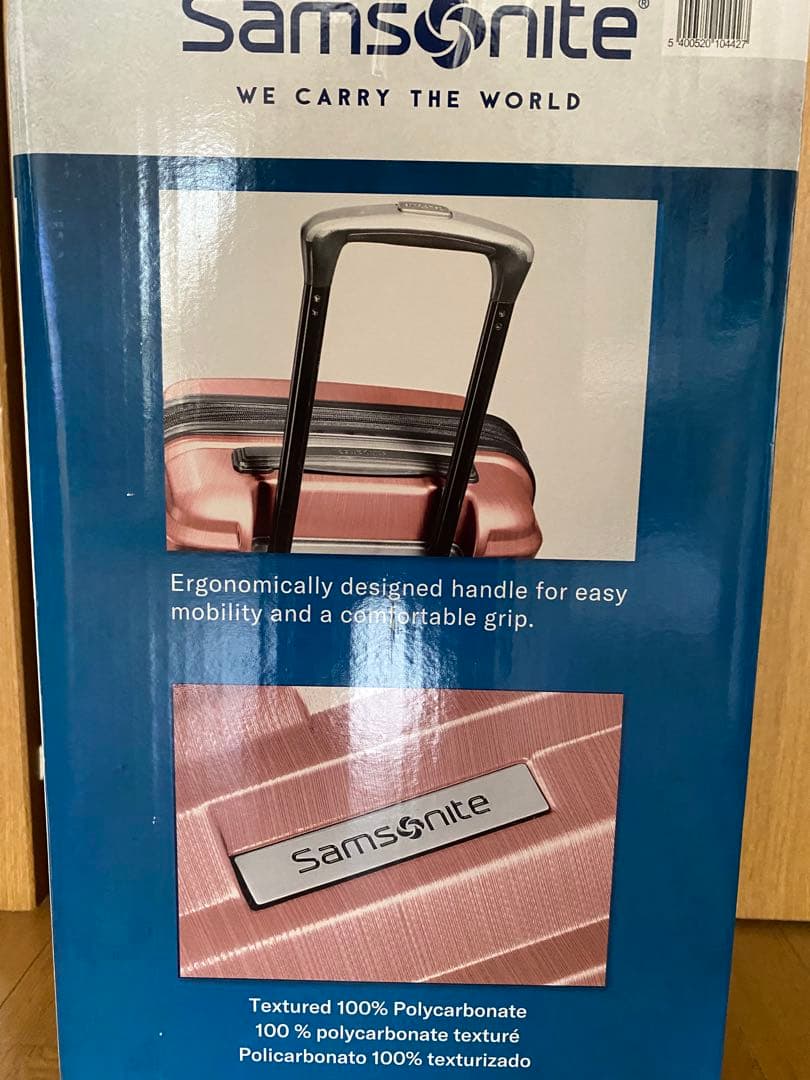 Samsonite®
5 400520 104427
WE CARRY THE WORLD
Ergonomically designed handle for easy
mobility and a comfortable grip.
Samsonite
Textured 100% Polycarbonate
100 % polycarbonate texturé
Policarbonato 100% texturizado